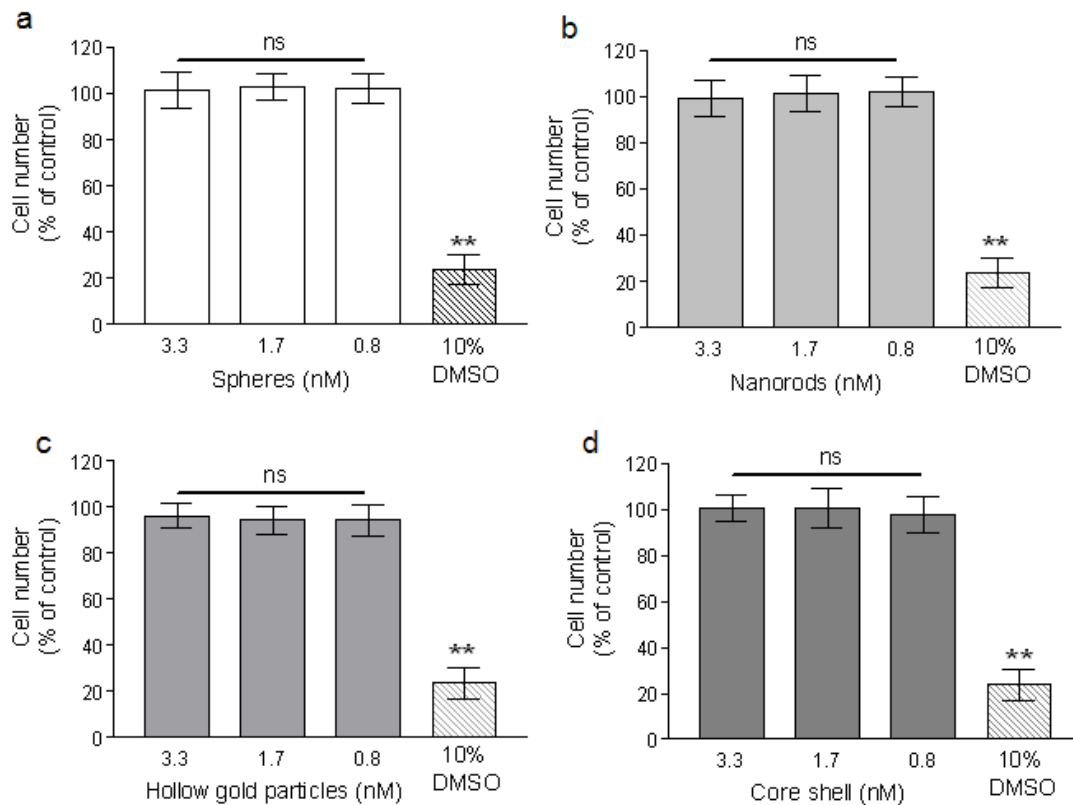 a
120
100
80
60
40
20
0
Cell number
(% of control)
ns
**
3.3 1.7 0.8 10%
DMSO
Spheres (nM)
b
120
100
80
60
40
20
0
Cell number
(% of control)
ns
**
3.3 1.7 0.8 10%
DMSO
Nanorods (nM)
c
120
100
80
60
40
20
0
Cell number
(% of control)
ns
**
3.3 1.7 0.8 10%
DMSO
Hollow gold particles (nM)
d
120
100
80
60
40
20
0
Cell number
(% of control)
ns
**
3.3 1.7 0.8 10%
DMSO
Core shell (nM)